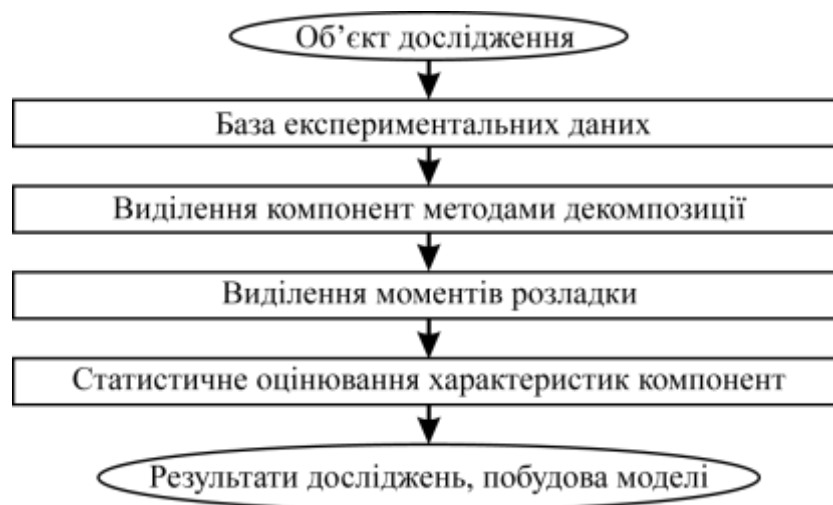 Об’єкт дослідження
База експериментальних даних
Виділення компонент методами декомпозиції
Виділення моментів розладки
Статистичне оцінювання характеристик компонент
Результати досліджень, побудова моделі